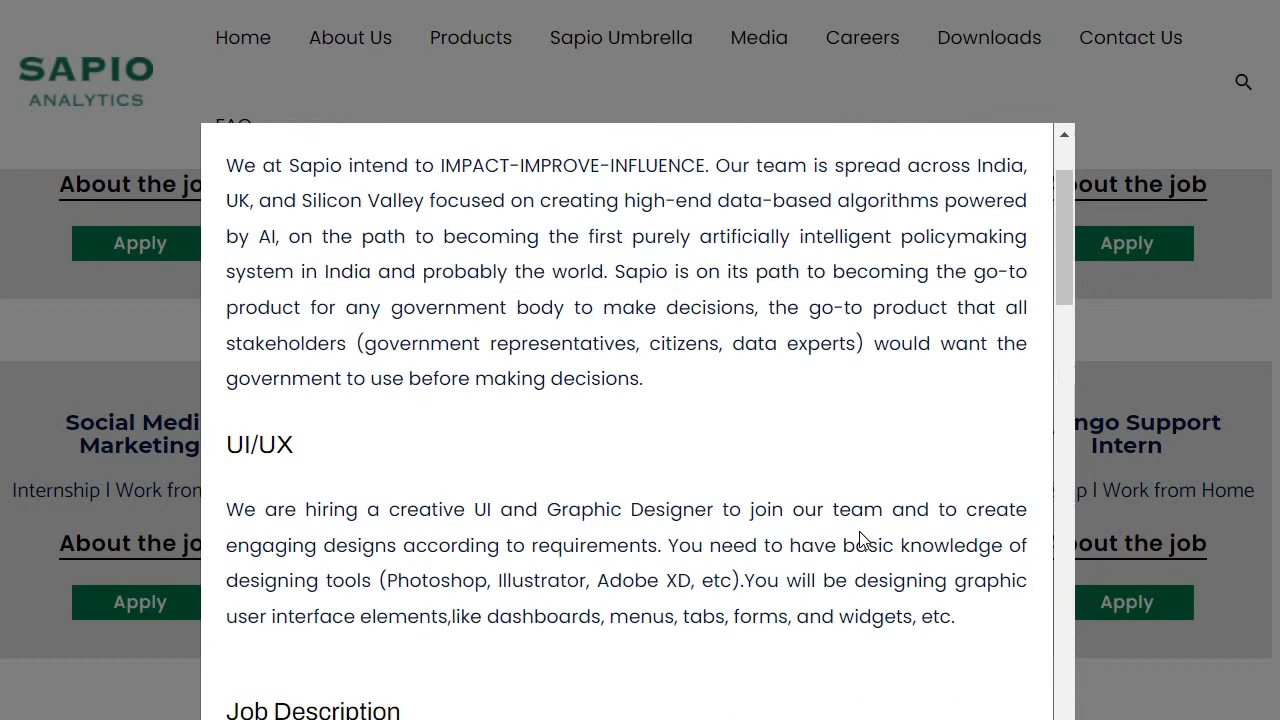 Home About Us Products Sapio Umbrella Media Careers Downloads Contact Us
SAPIO
ANALYTICS
FAQ
We at Sapio intend to IMPACT-IMPROVE-INFLUENCE. Our team is spread across India,
UK, and Silicon Valley focused on creating high-end data-based algorithms powered
by AI, on the path to becoming the first purely artificially intelligent policymaking
system in India and probably the world. Sapio is on its path to becoming the go-to
product for any government body to make decisions, the go-to product that all
stakeholders (government representatives, citizens, data experts) would want the
government to use before making decisions.
UI/UX
We are hiring a creative UI and Graphic Designer to join our team and to create
engaging designs according to requirements. You need to have basic knowledge of
designing tools (Photoshop, Illustrator, Adobe XD, etc).You will be designing graphic
user interface elements,like dashboards, menus, tabs, forms, and widgets, etc.
Job Description
About the jo
Apply
Social Medi
Marketing
Internship | Work from
About the jo
Apply
bout the job
Apply
ngo Support
Intern
p | Work from Home
bout the job
Apply